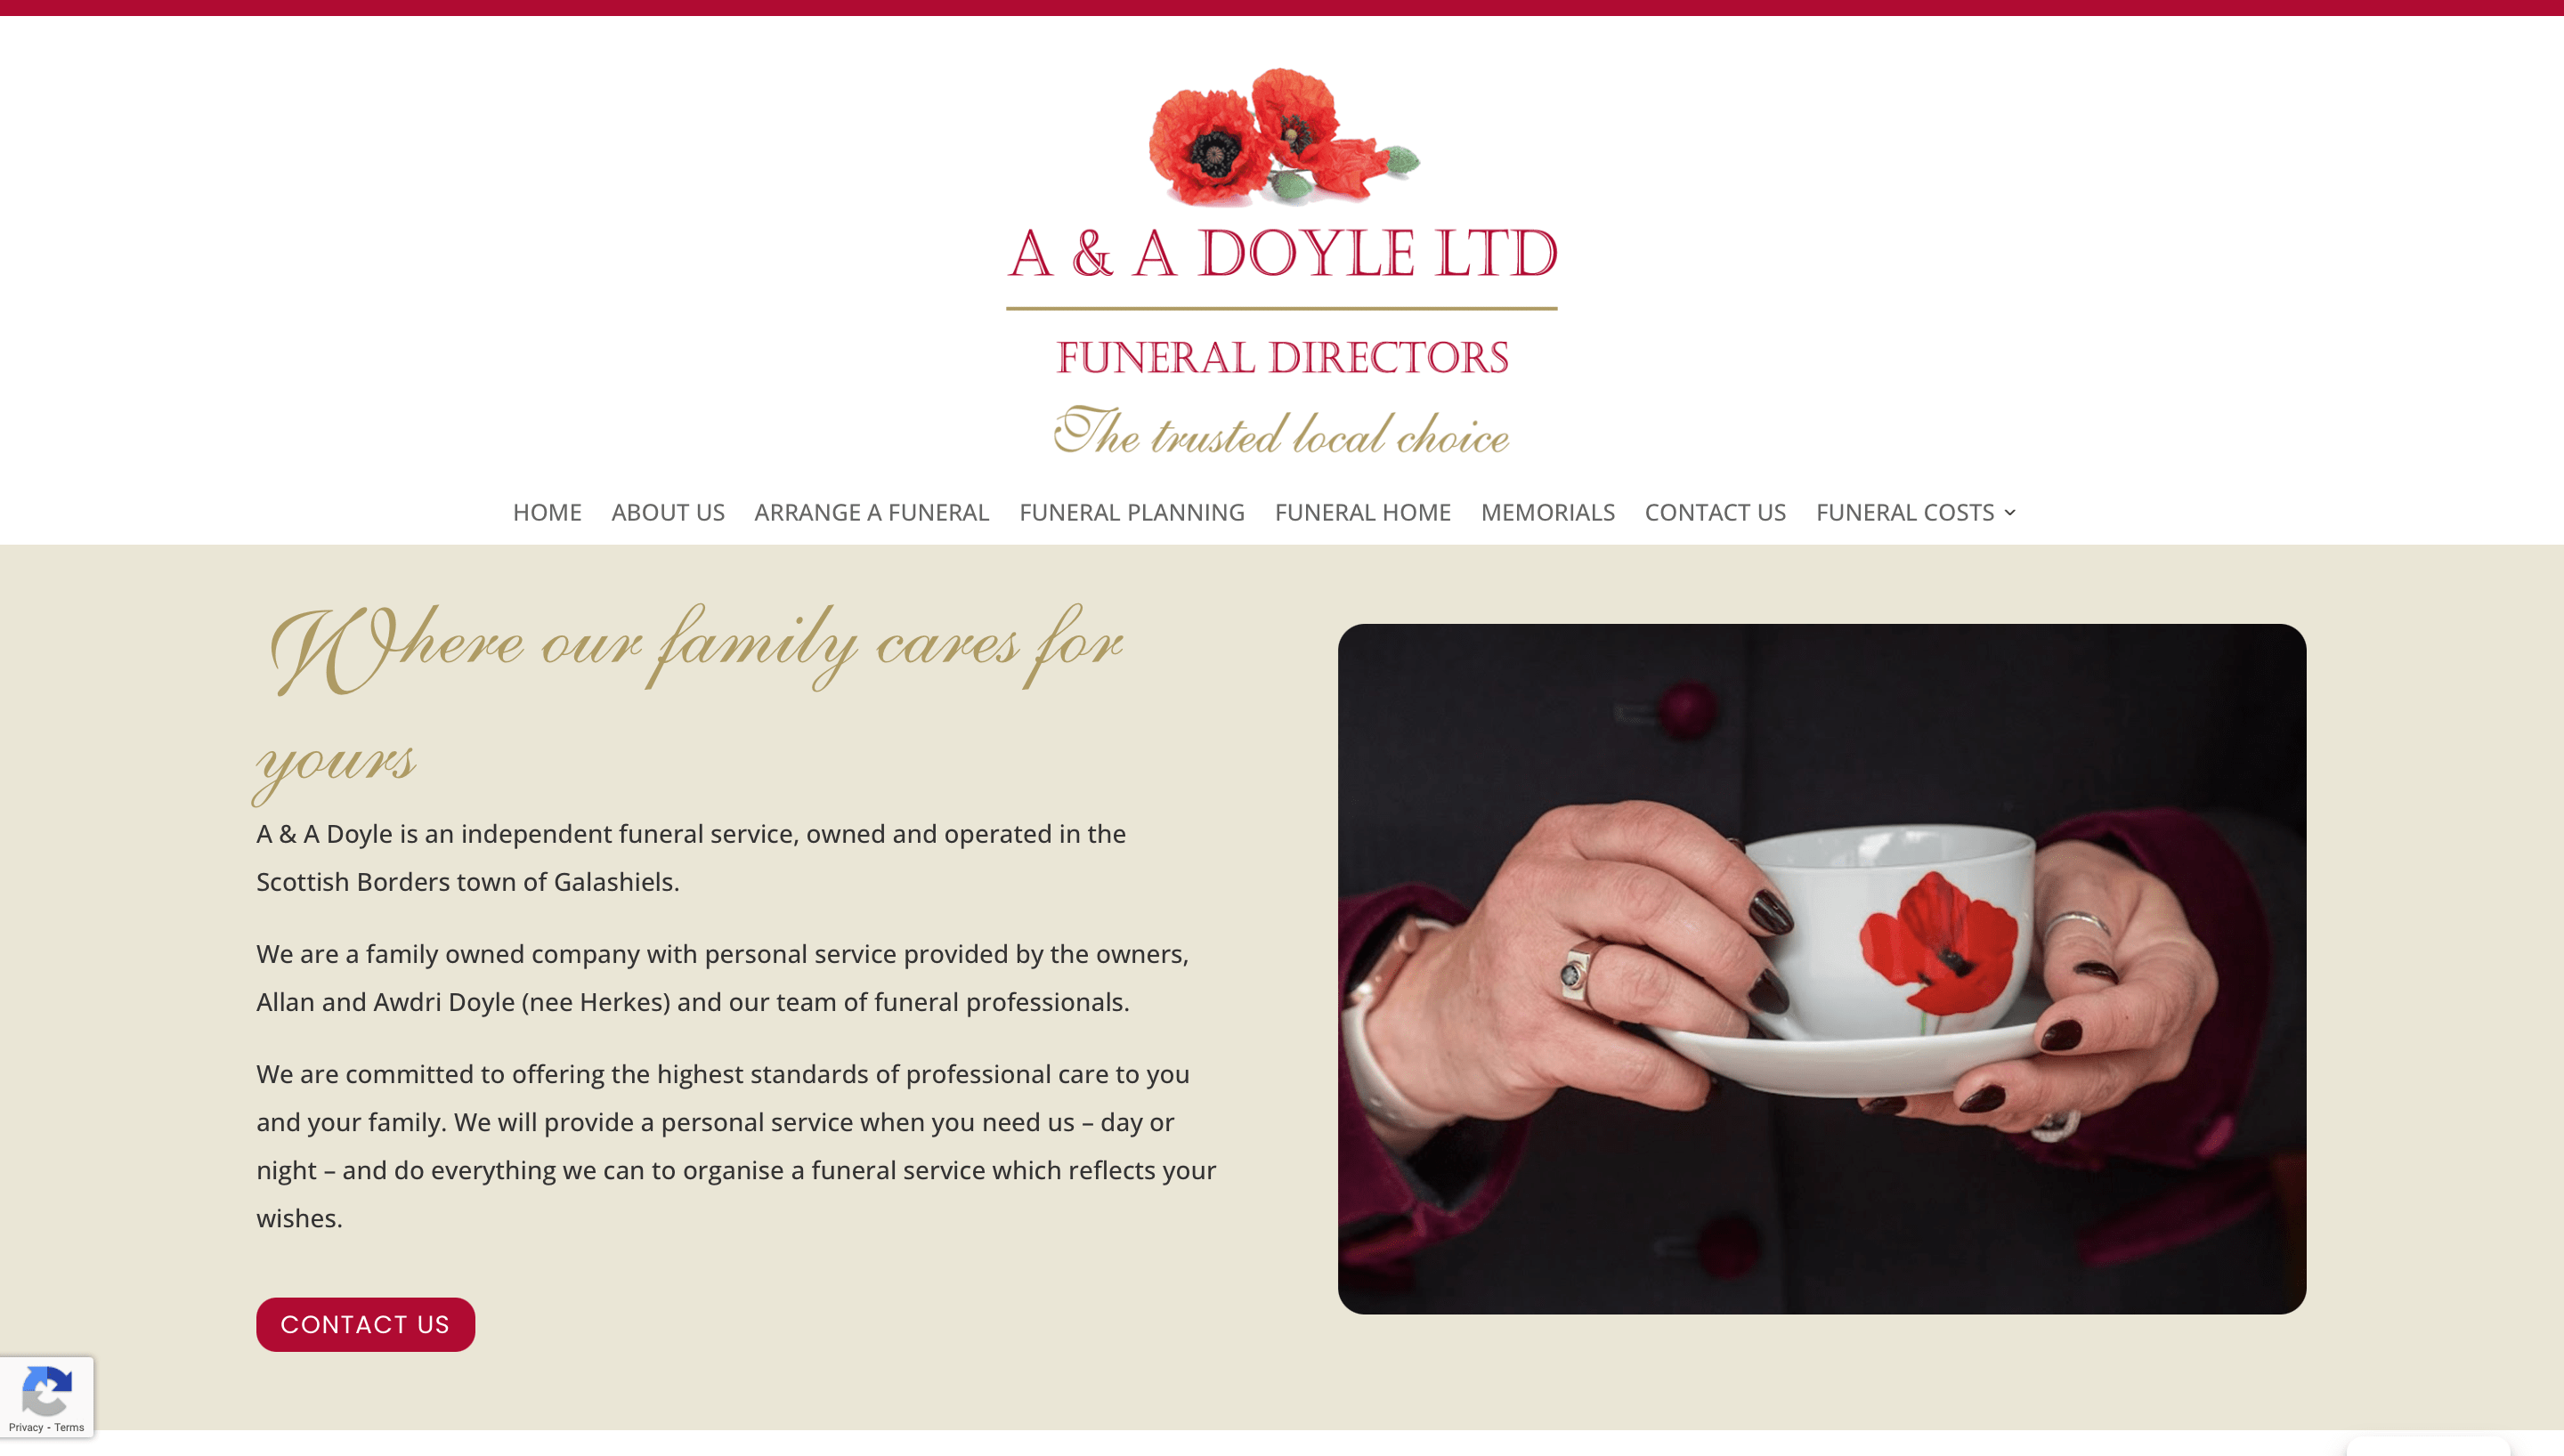 A & A DOYLE LTD
FUNERAL DIRECTORS
The trusted local choice
HOME ABOUT US ARRANGE A FUNERAL FUNERAL PLANNING FUNERAL HOME MEMORIALS CONTACT US FUNERAL COSTS
Where our family cares for
yours
A & A Doyle is an independent funeral service, owned and operated in the
Scottish Borders town of Galashiels.
We are a family owned company with personal service provided by the owners,
Allan and Awdri Doyle (nee Herkes) and our team of funeral professionals.
We are committed to offering the highest standards of professional care to you
and your family. We will provide a personal service when you need us – day or
night – and do everything we can to organise a funeral service which reflects your
wishes.
CONTACT US
Privacy - Terms